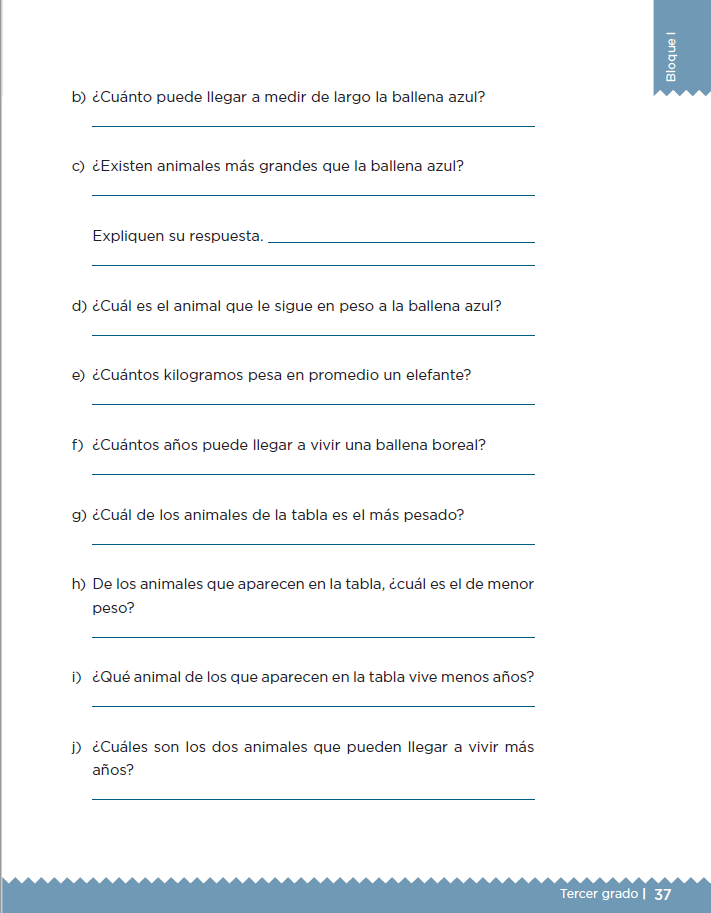 Bloque I
b) ¿Cuánto puede llegar a medir de largo la ballena azul?
c) ¿Existen animales más grandes que la ballena azul?
Expliquen su respuesta.
d) ¿Cuál es el animal que le sigue en peso a la ballena azul?
e) ¿Cuántos kilogramos pesa en promedio un elefante?
f) ¿Cuántos años puede llegar a vivir una ballena boreal?
g) ¿Cuál de los animales de la tabla es el más pesado?
h) De los animales que aparecen en la tabla, ¿cuál es el de menor
peso?
i) ¿Qué animal de los que aparecen en la tabla vive menos años?
j) ¿Cuáles son los dos animales que pueden llegar a vivir más
años?
Tercer grado | 37